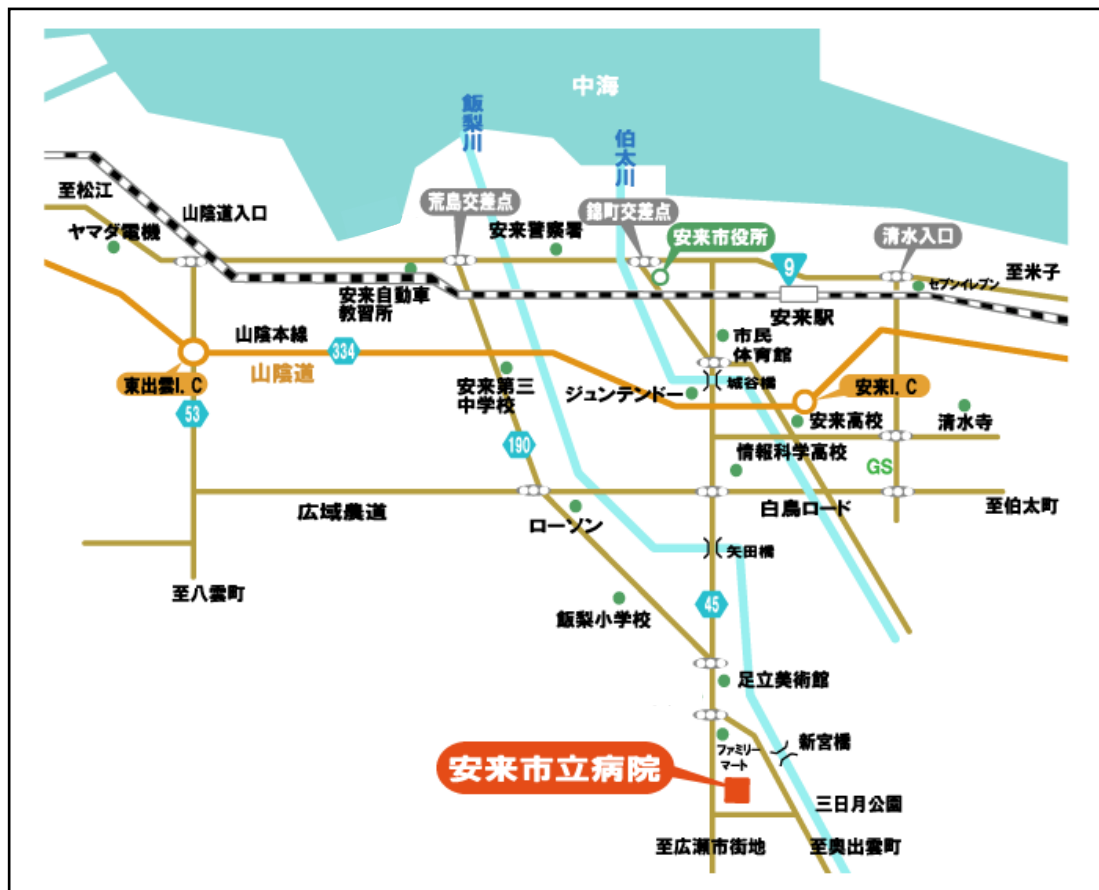 中海
飯梨川
伯太川
至松江
山陰道入口
荒島交差点
錦町交差点
安来警察署
安来市役所
清水入口
ヤマダ電機
9
セブンイレブン
至米子
安来自動車
教習所
安来駅
山陰本線
334
市民
体育館
山陰道
東出雲I.C
安来第三
中学校
ジュンテンドー
城谷橋
安来I.C
53
安来高校
清水寺
190
情報科学高校
GS
広域農道
ローソン
白鳥ロード
至伯太町
矢田橋
至八雲町
飯梨小学校
45
足立美術館
安来市立病院
ファミリー
マート
新宮橋
三日月公園
至広瀬市街地
至奥出雲町